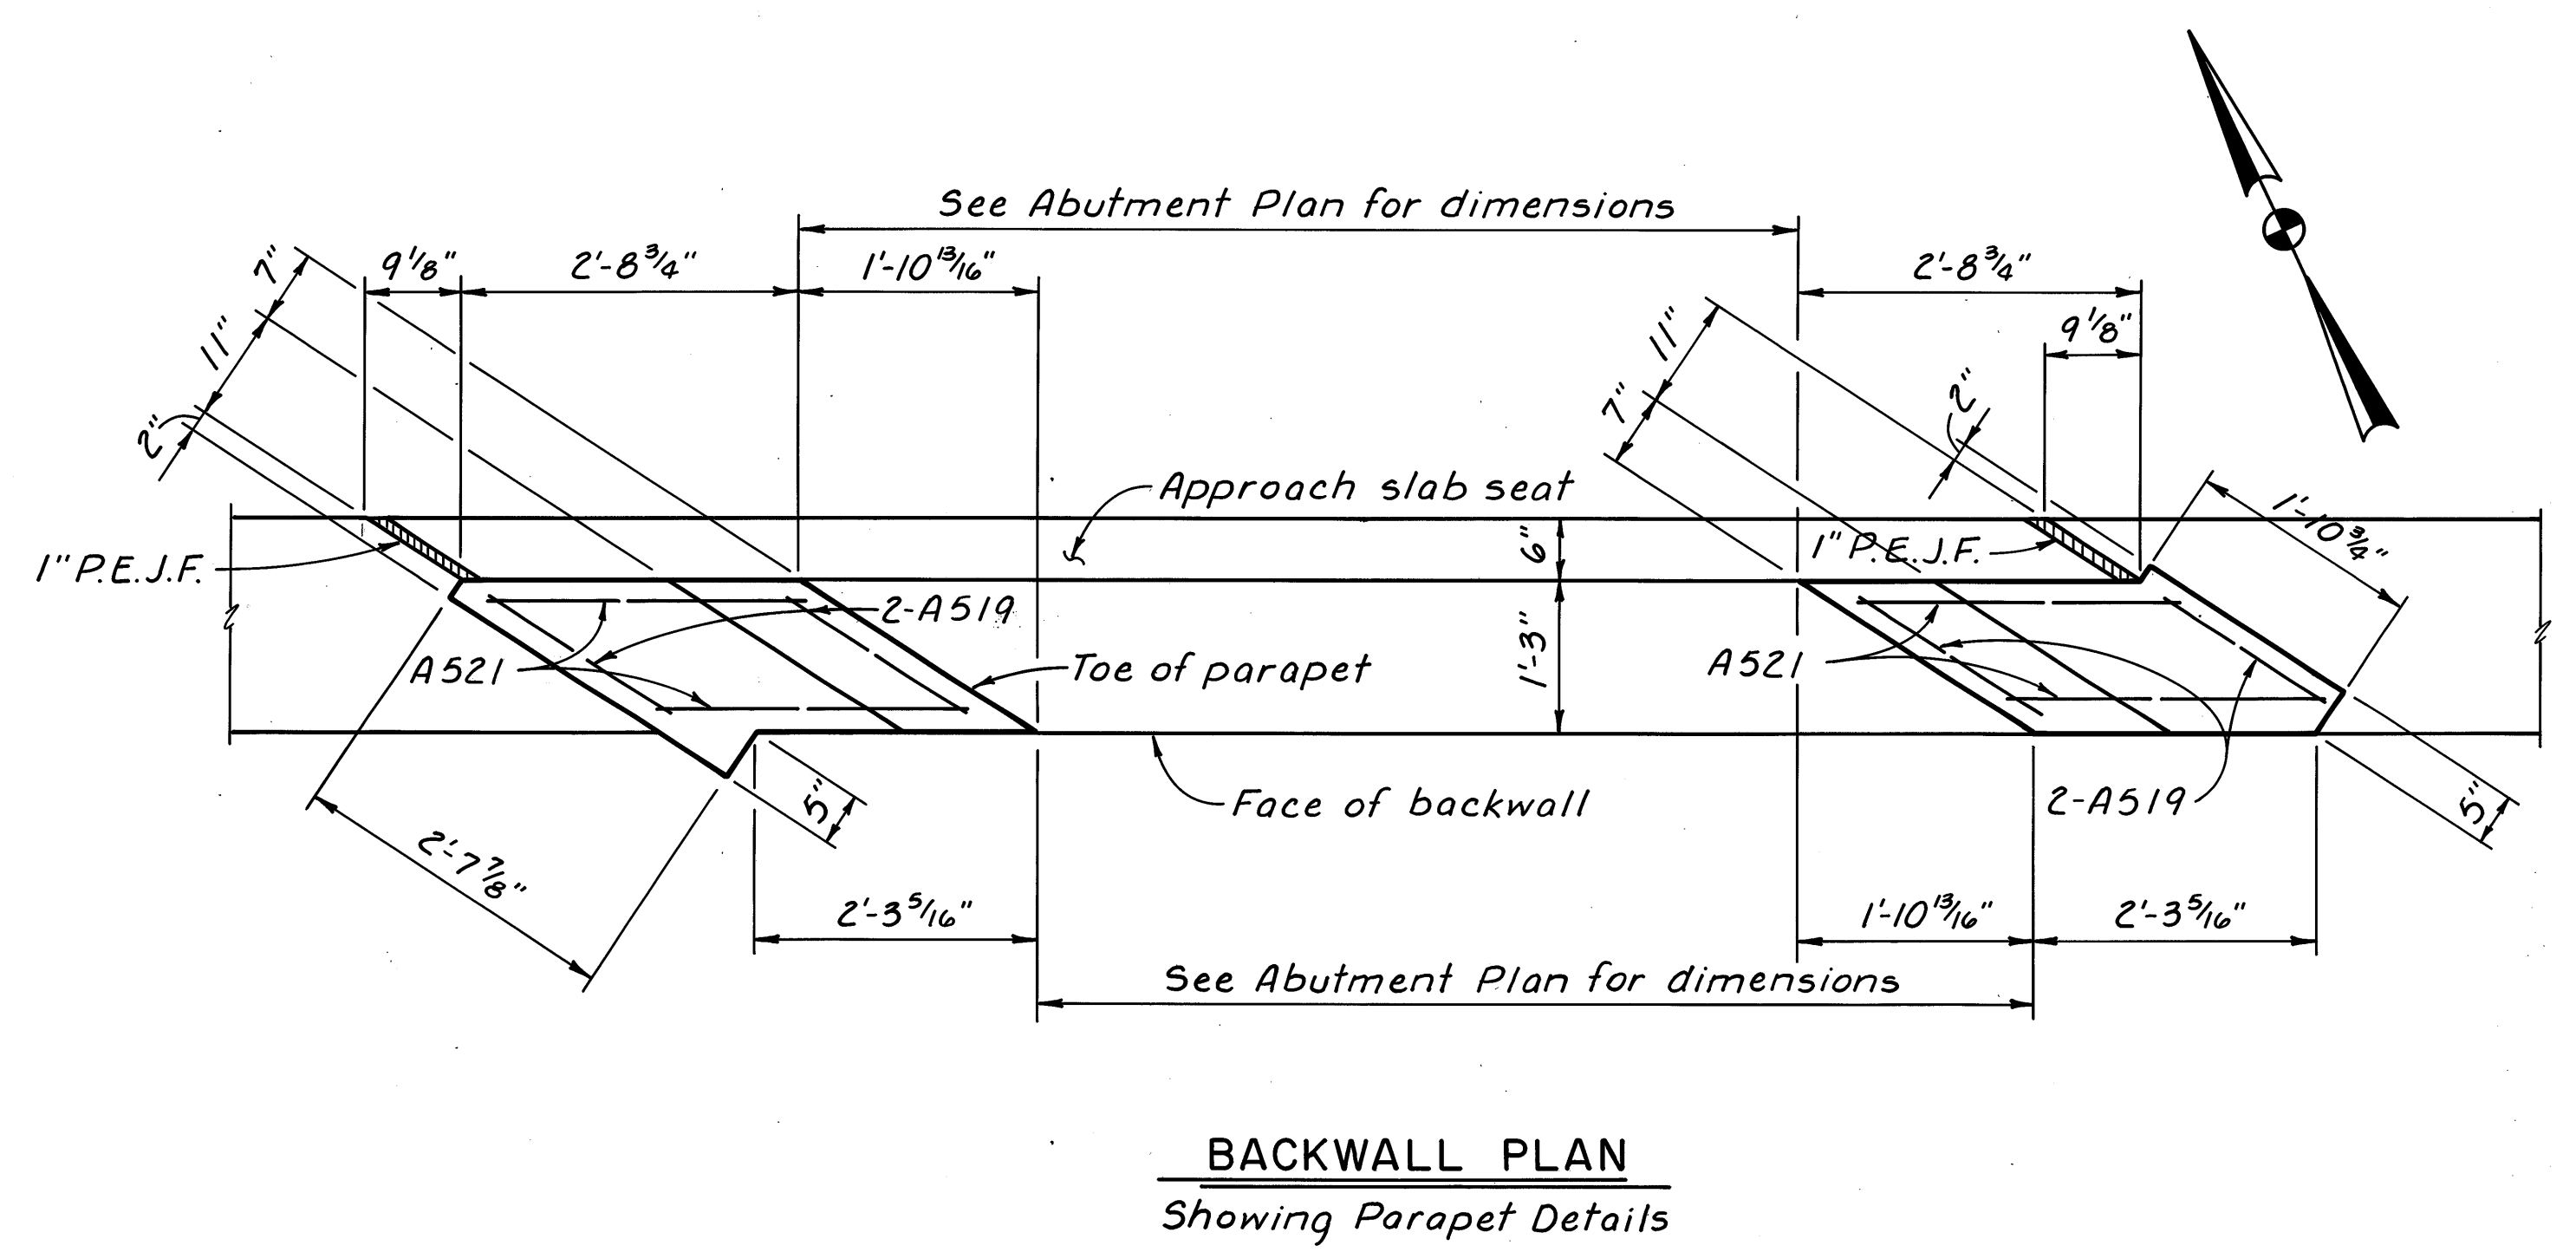 See Abutment Plan for dimensions
7"
9 1/8"
2'-8 3/4"
1'-10 13/16"
2'-8 3/4"
11"
11"
9 1/8"
2"
7"
2"
Approach slab seat
1'-10 3/4"
1" P.E.J.F.
6"
1" P.E.J.F.
2-A519
A521
Toe of parapet
1'-3"
A521
5"
Face of backwall
2-A519
5"
2'-7 7/8"
2'-3 5/16"
1'-10 13/16"
2'-3 5/16"
See Abutment Plan for dimensions
BACKWALL PLAN
Showing Parapet Details